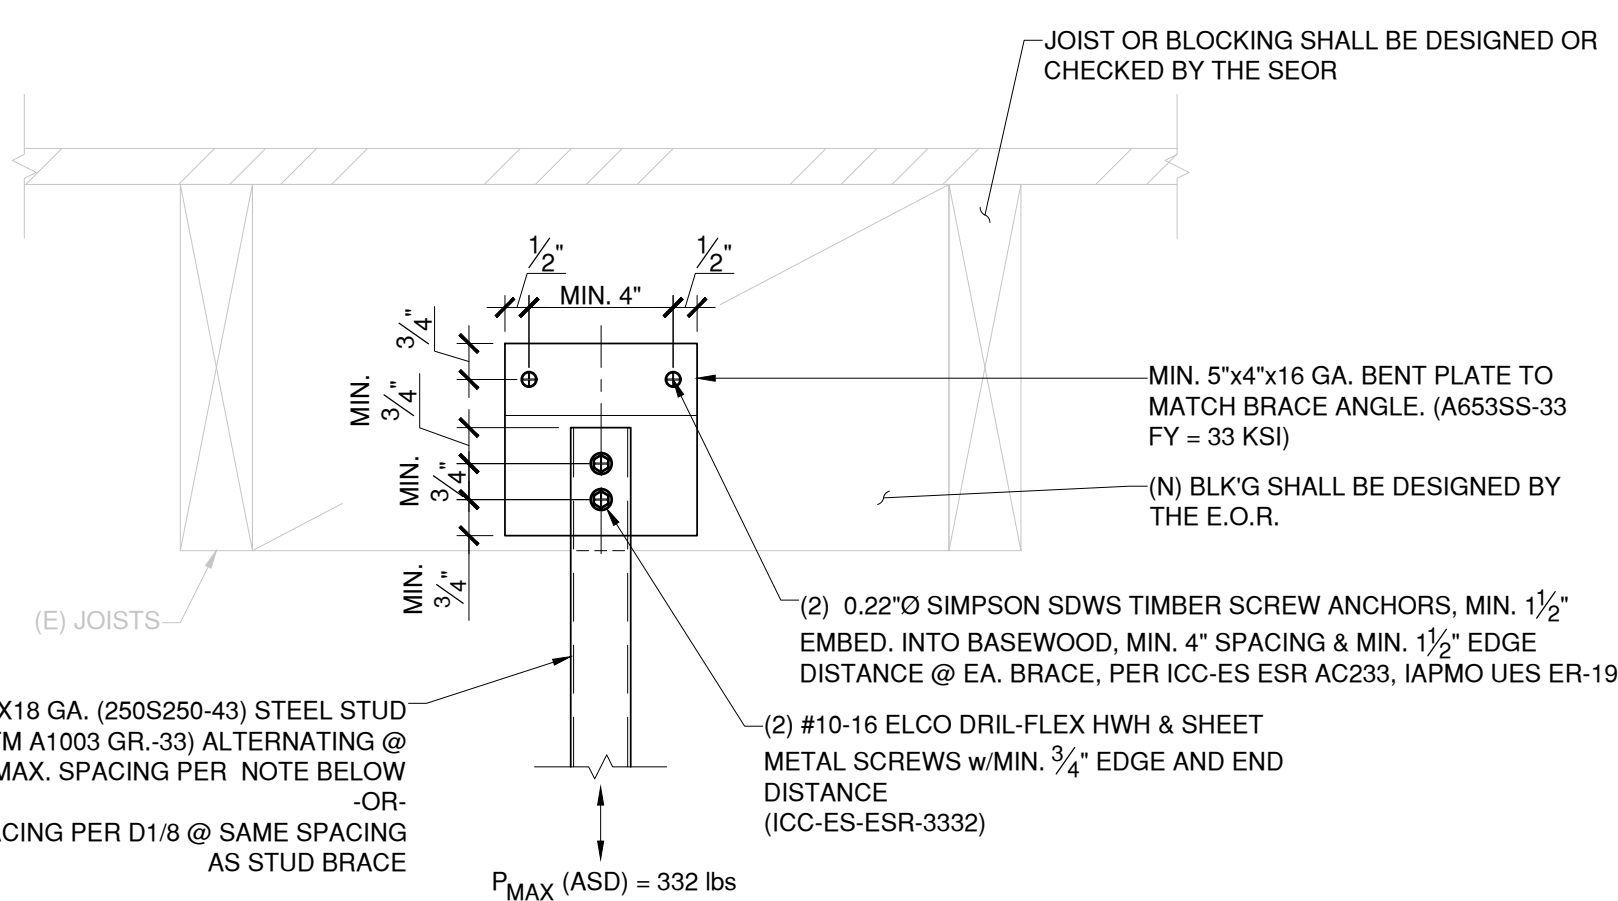 JOIST OR BLOCKING SHALL BE DESIGNED OR
CHECKED BY THE SEOR
1/2"
1/2"
MIN. 4"
3/4"
MIN.
3/4"
MIN.
3/4"
MIN.
3/4"
MIN. 5"x4"x16 GA. BENT PLATE TO
MATCH BRACE ANGLE. (A653SS-33
FY = 33 KSI)
(N) BLK'G SHALL BE DESIGNED BY
THE E.O.R.
(E) JOISTS
(2) 0.22"Ø SIMPSON SDWS TIMBER SCREW ANCHORS, MIN. 1 1/2"
EMBED. INTO BASEWOOD, MIN. 4" SPACING & MIN. 1 1/2" EDGE
DISTANCE @ EA. BRACE, PER ICC-ES ESR AC233, IAPMO UES ER-19
X18 GA. (250S250-43) STEEL STUD
TM A1003 GR.-33) ALTERNATING @
MAX. SPACING PER NOTE BELOW
-OR-
ACING PER D1/8 @ SAME SPACING
AS STUD BRACE
(2) #10-16 ELCO DRIL-FLEX HWH & SHEET
METAL SCREWS w/MIN. 3/4" EDGE AND END
DISTANCE
(ICC-ES-ESR-3332)
PMAX (ASD) = 332 lbs